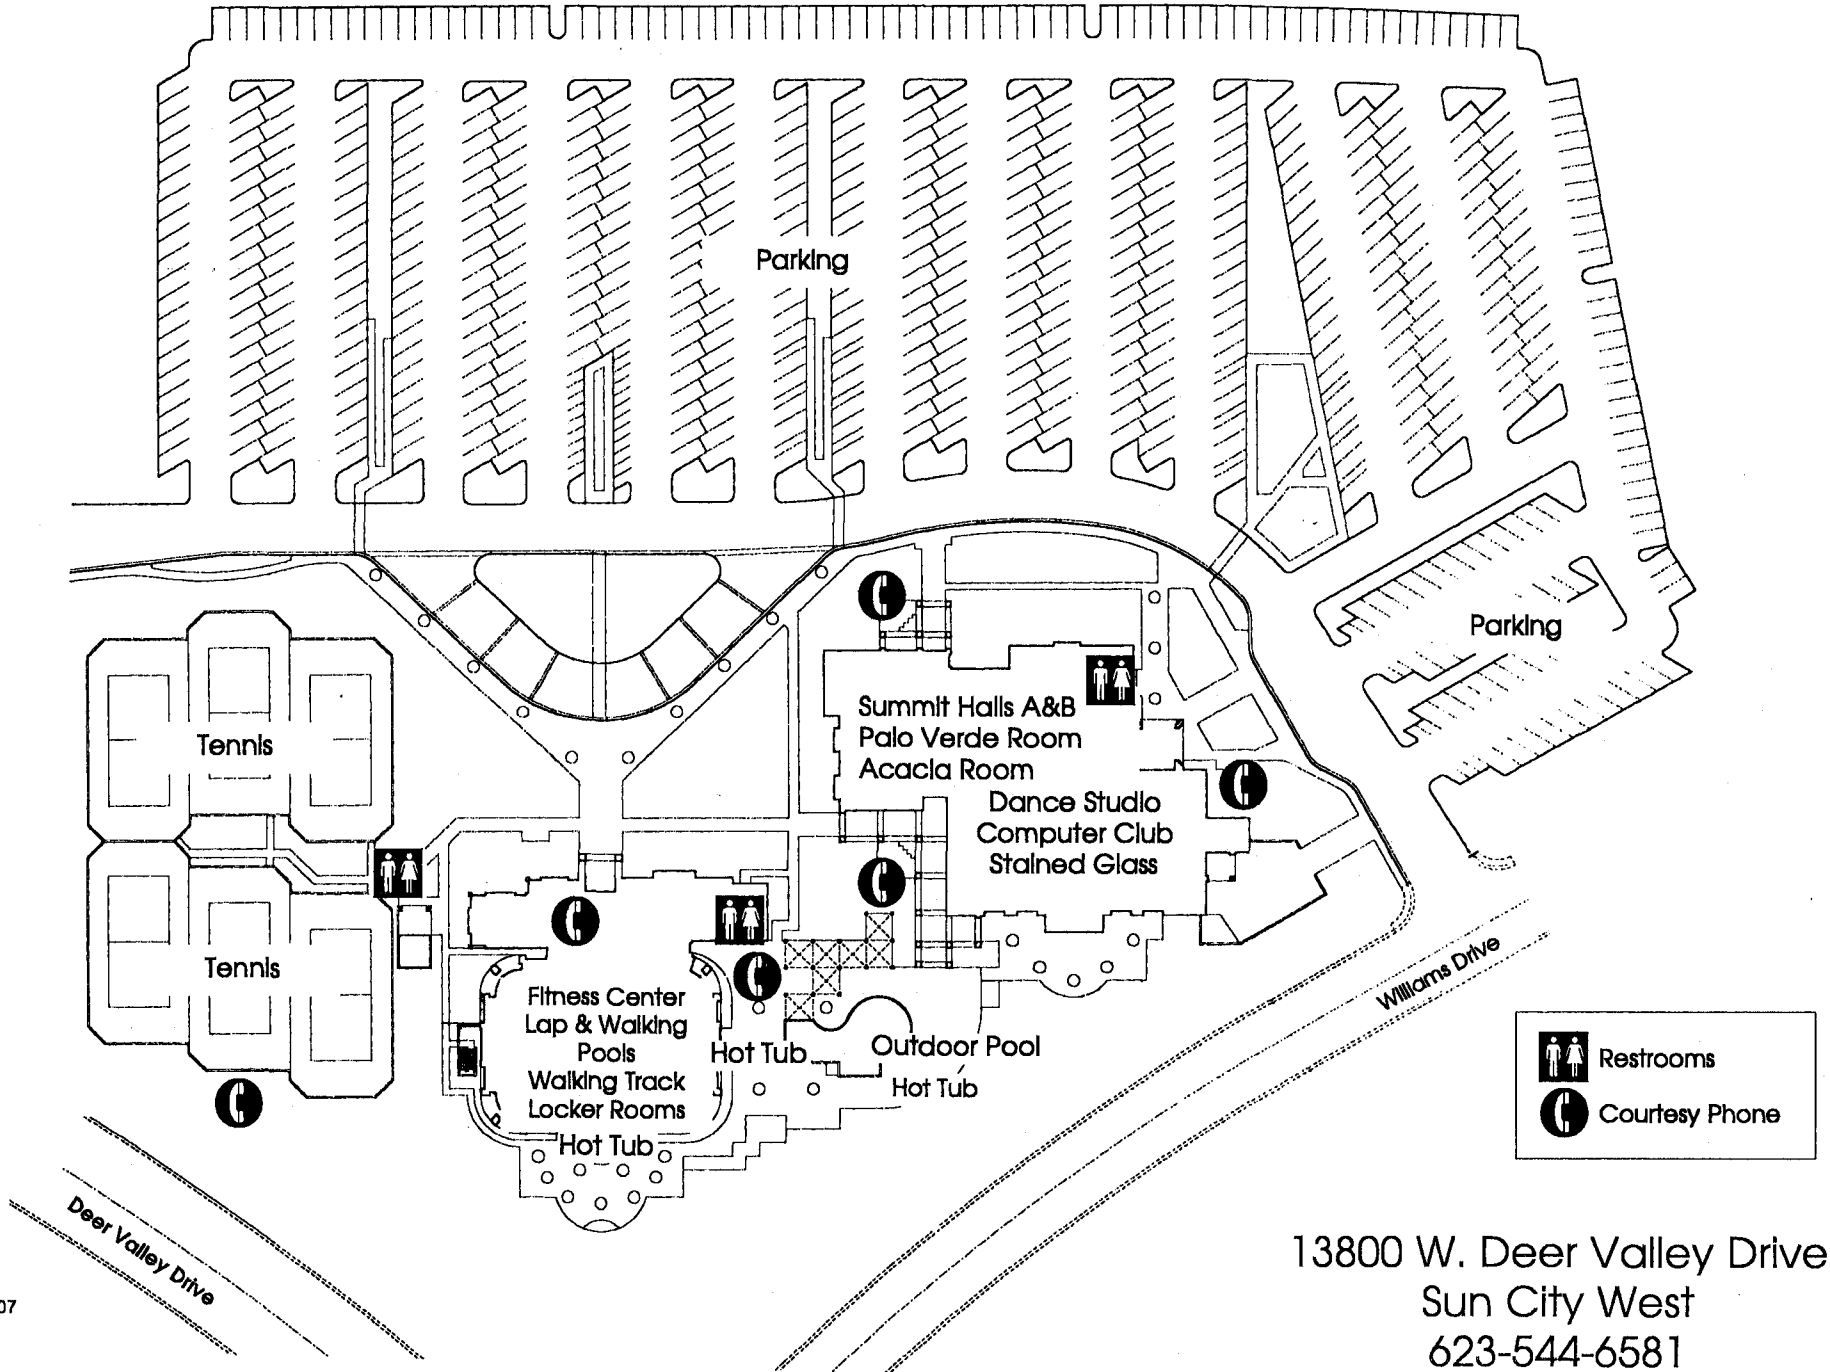 Parking
Parking
Summit Halls A&B
Palo Verde Room
Acacia Room
Dance Studio
Computer Club
Stained Glass
Tennis
Tennis
Fitness Center
Lap & Walking
Pools
Walking Track
Locker Rooms
Hot Tub
Hot Tub
Outdoor Pool
Hot Tub
Williams Drive
Deer Valley Drive
Restrooms
Courtesy Phone
13800 W. Deer Valley Drive
Sun City West
623-544-6581
07